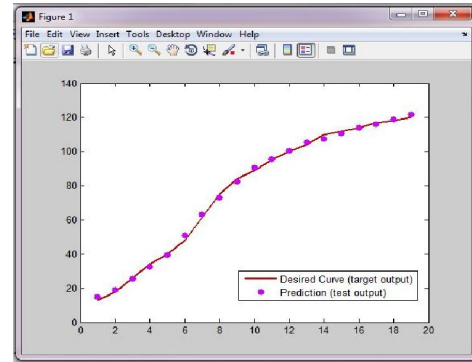 Figure 1
File Edit View Insert Tools Desktop Window Help
140
120
100
80
60
40
20
0
Desired Curve (target output)
Prediction (test output)
0 2 4 6 8 10 12 14 16 18 20